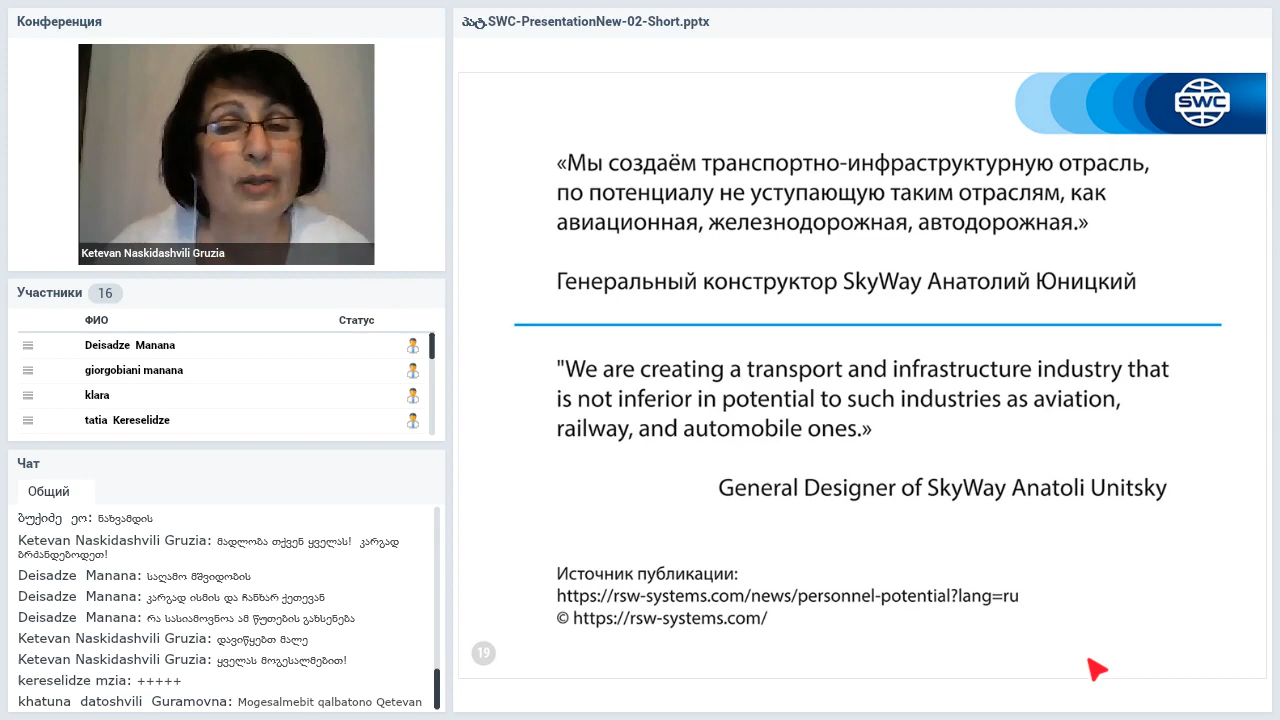 Конференция
Ketevan Naskidashvili Gruzia
Участники 16
ФИО Статус
Deisadze Manana
giorgobiani manana
klara
tatia Kereselidze
Чат
Общий
ბუქიძე ეო: ნახვამდის
Ketevan Naskidashvili Gruzia: მადლობა თქვენ ყველას! კარგად
ბრძანდებოდეთ!
Deisadze Manana: საღამო მშვიდობის
Deisadze Manana: კარგად ისმის და ჩანხარ ქეთევან
Deisadze Manana: რა სასიამოვნოა ამ წუთების გახსენება
Ketevan Naskidashvili Gruzia: დავიწყებთ მალე
Ketevan Naskidashvili Gruzia: ყველას მოგესალმებით!
kereselidze mzia: +++++
khatuna datoshvili Guramovna: Mogesalmebit qalbatono Qetevan
პატ.SWC-PresentationNew-02-Short.pptx
SWC
«Мы создаём транспортно-инфраструктурную отрасль,
по потенциалу не уступающую таким отраслям, как
авиационная, железнодорожная, автодорожная.»
Генеральный конструктор SkyWay Анатолий Юницкий
"We are creating a transport and infrastructure industry that
is not inferior in potential to such industries as aviation,
railway, and automobile ones.»
General Designer of SkyWay Anatoli Unitsky
Источник публикации:
https://rsw-systems.com/news/personnel-potential?lang=ru
© https://rsw-systems.com/
19